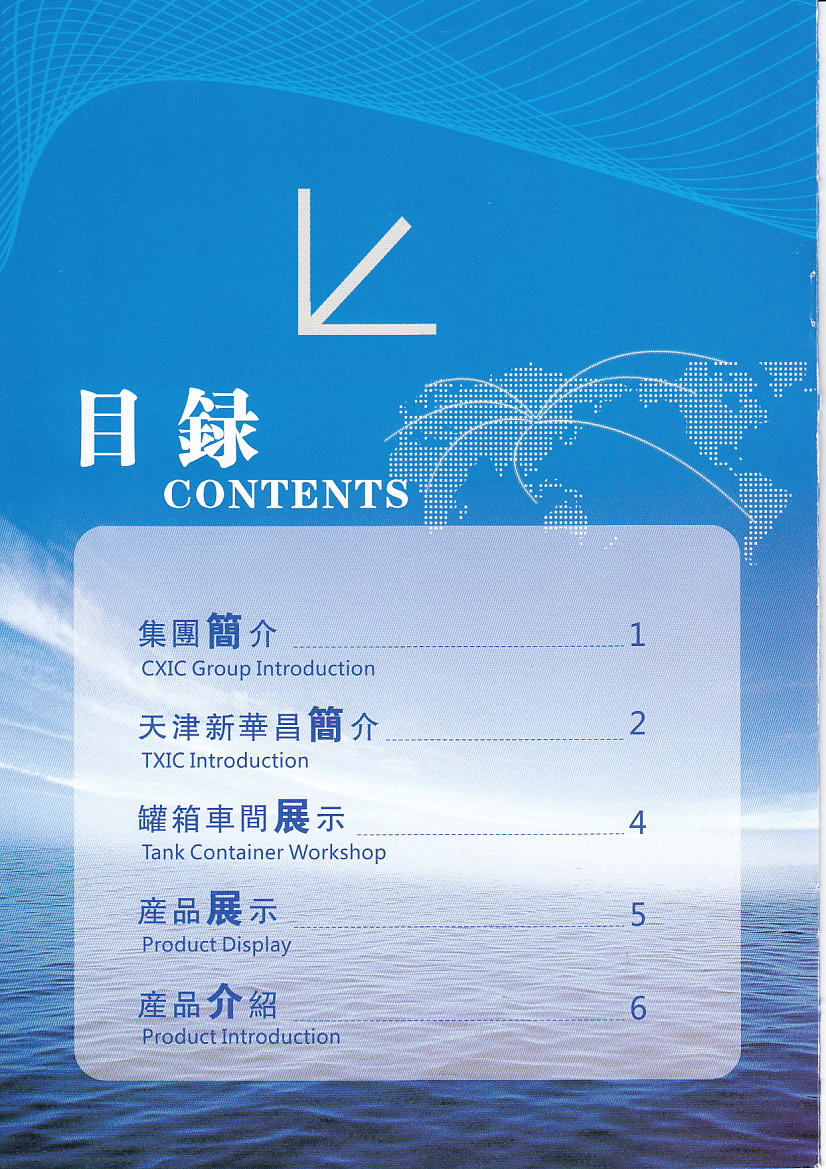 目録
CONTENTS
集團簡介 1
CXIC Group Introduction
天津新華昌簡介 2
TXIC Introduction
罐箱車間展示 4
Tank Container Workshop
産品展示 5
Product Display
産品介紹 6
Product Introduction